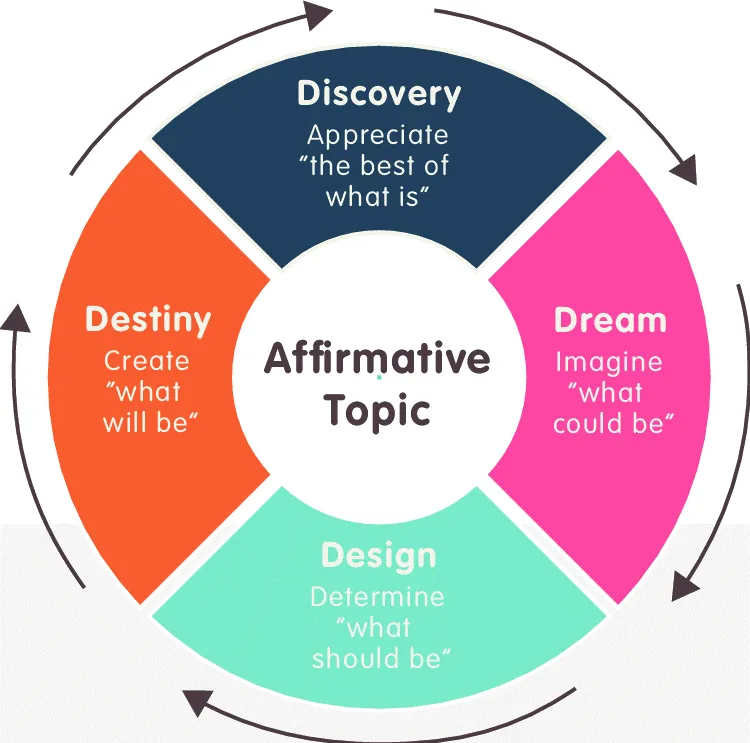 Discovery
Appreciate
"the best of
what is"
Dream
Imagine
"what
could be"
Design
Determine
"what
should be"
Destiny
Create
"what
will be"
Affirmative
Topic